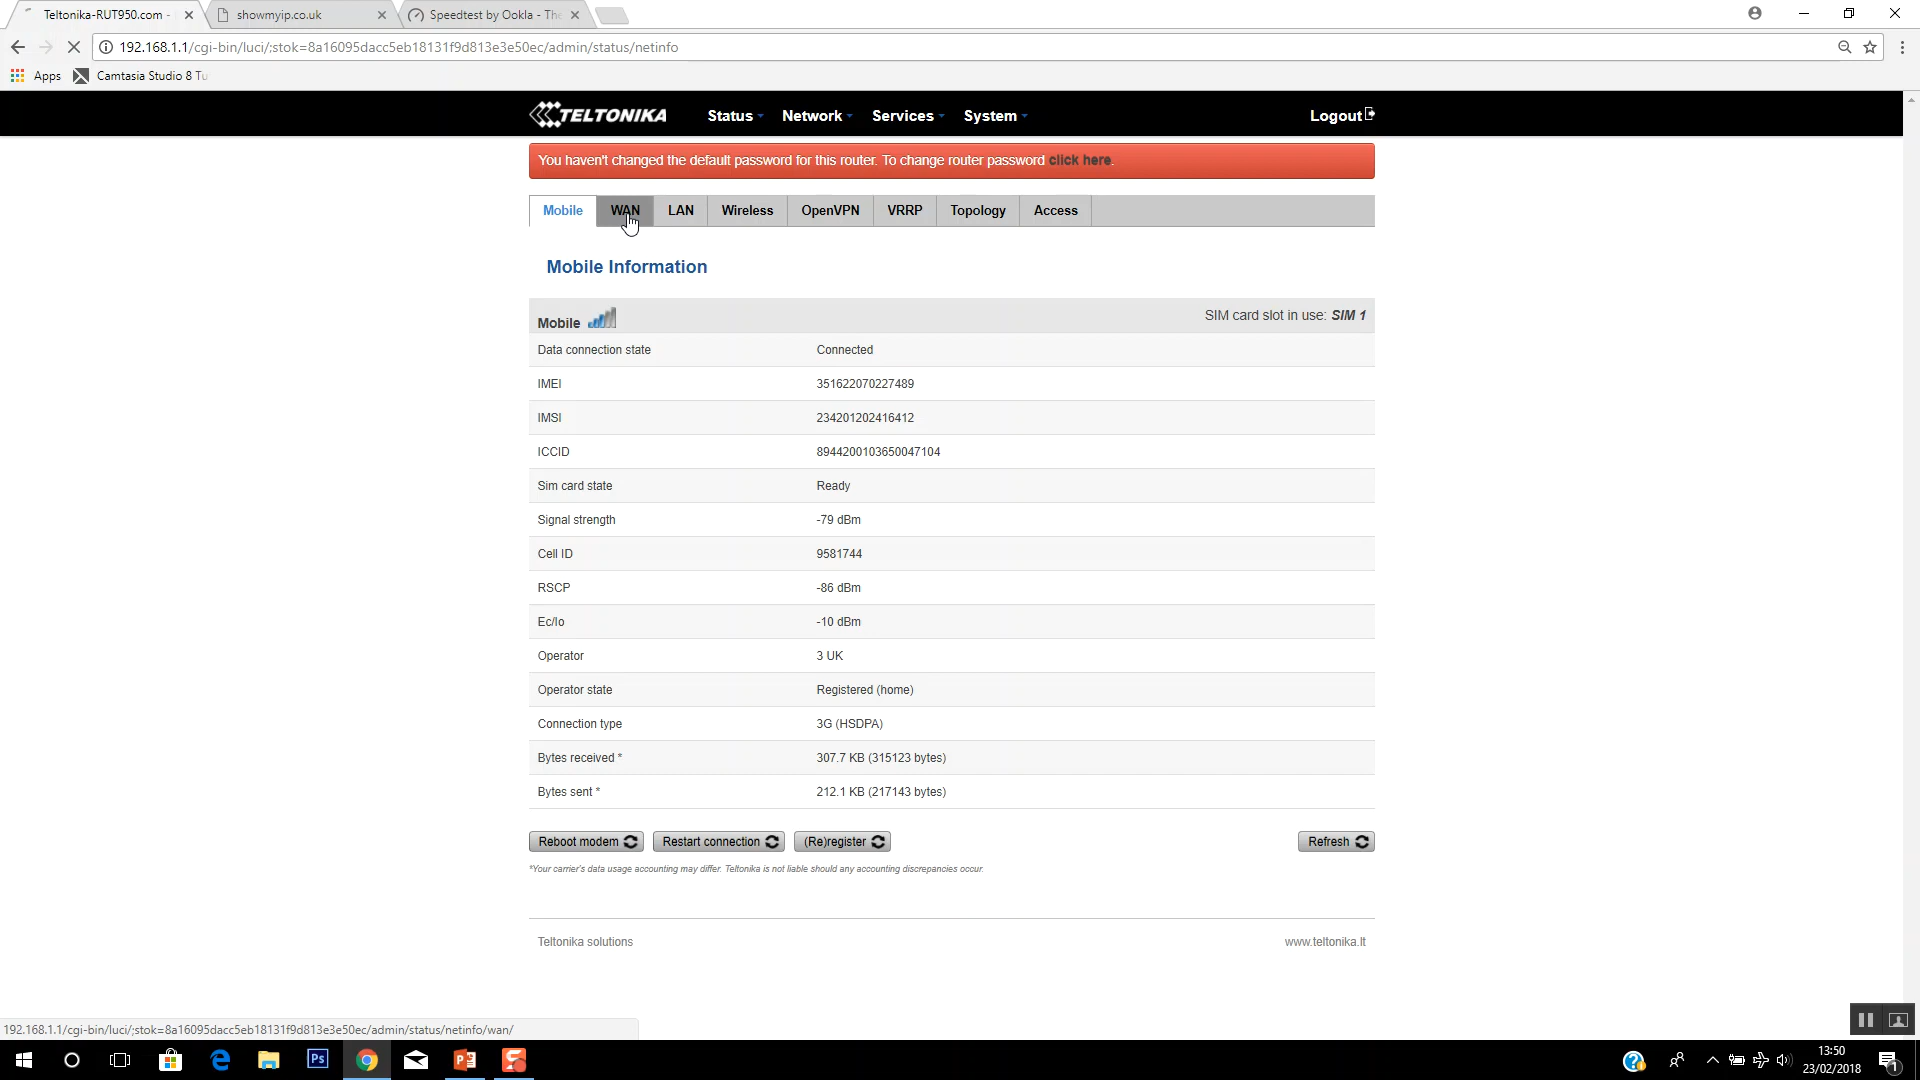 Teltonika-RUT950.com -
showmyip.co.uk
Speedtest by Ookla - The
192.168.1.1/cgi-bin/luci/;stok=8a16095dacc5eb18131f9d813e3e50ec/admin/status/netinfo
Apps
Camtasia Studio 8 Tu
TELTONIKA
Status
Network
Services
System
Logout
You haven't changed the default password for this router. To change router password click here.
Mobile
WAN
LAN
Wireless
OpenVPN
VRRP
Topology
Access
Mobile Information
Mobile
SIM card slot in use: SIM 1
Data connection state Connected
IMEI 351622070227489
IMSI 234201202416412
ICCID 8944200103650047104
Sim card state Ready
Signal strength -79 dBm
Cell ID 9581744
RSCP -86 dBm
Ec/Io -10 dBm
Operator 3 UK
Operator state Registered (home)
Connection type 3G (HSDPA)
Bytes received * 307.7 KB (315123 bytes)
Bytes sent * 212.1 KB (217143 bytes)
Reboot modem
Restart connection
(Re)register
Refresh
*Your carrier's data usage accounting may differ. Teltonika is not liable should any accounting discrepancies occur.
Teltonika solutions
www.teltonika.lt
192.168.1.1/cgi-bin/luci/;stok=8a16095dacc5eb18131f9d813e3e50ec/admin/status/netinfo/wan/
Ps
13:50
23/02/2018
1